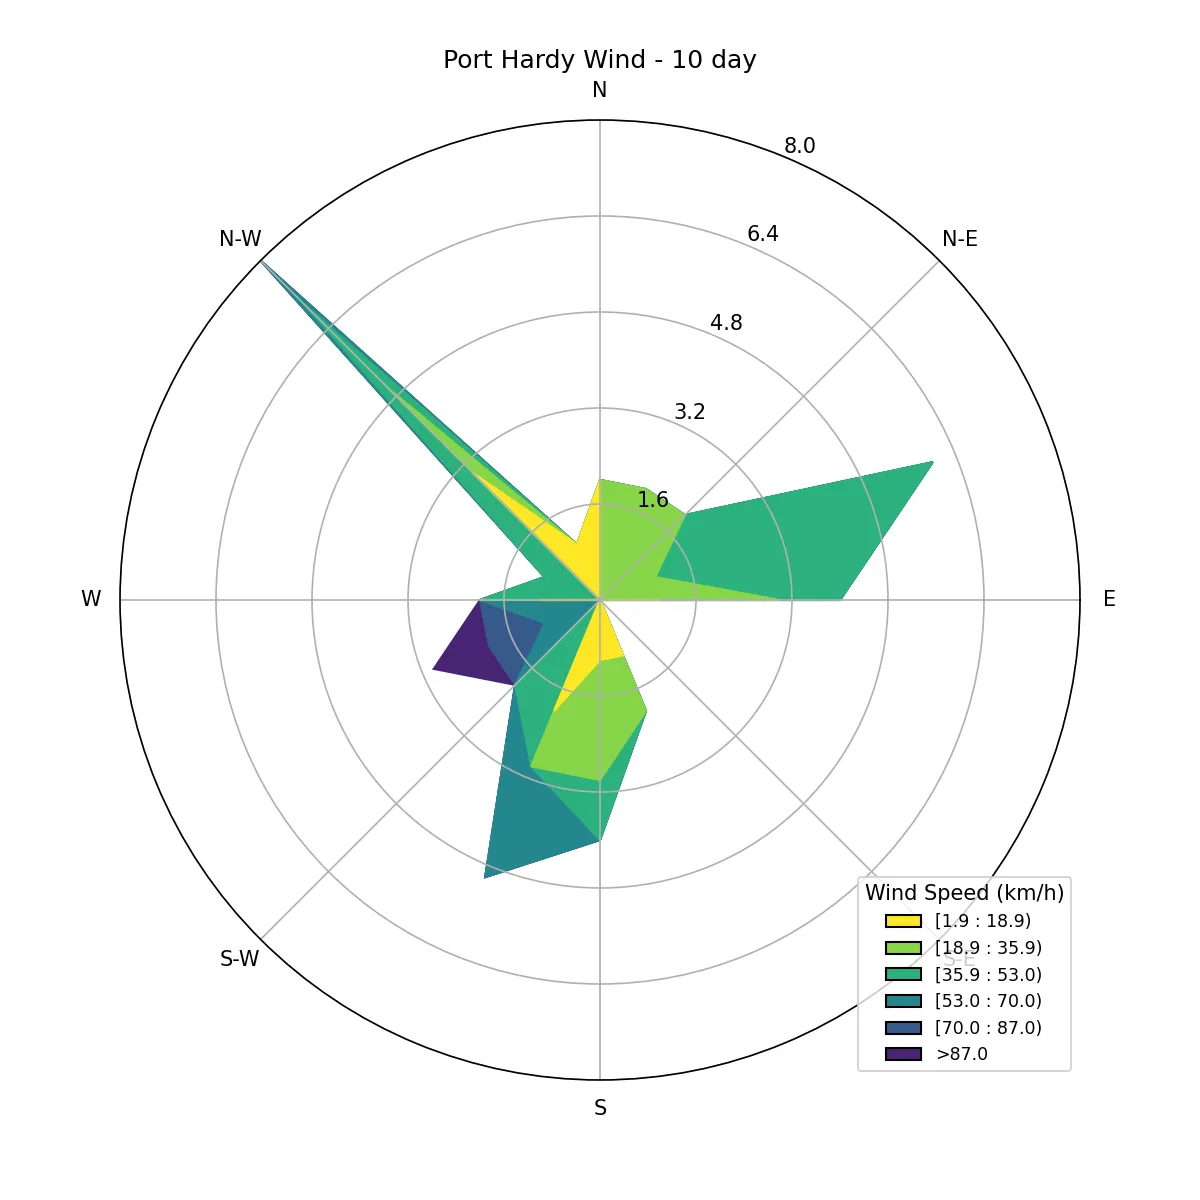 Port Hardy Wind - 10 day
N
8.0
N-W
N-E
6.4
4.8
3.2
1.6
W
E
Wind Speed (km/h)
[1.9 : 18.9)
[18.9 : 35.9)
S-W
S-E
[35.9 : 53.0)
[53.0 : 70.0)
[70.0 : 87.0)
>87.0
S